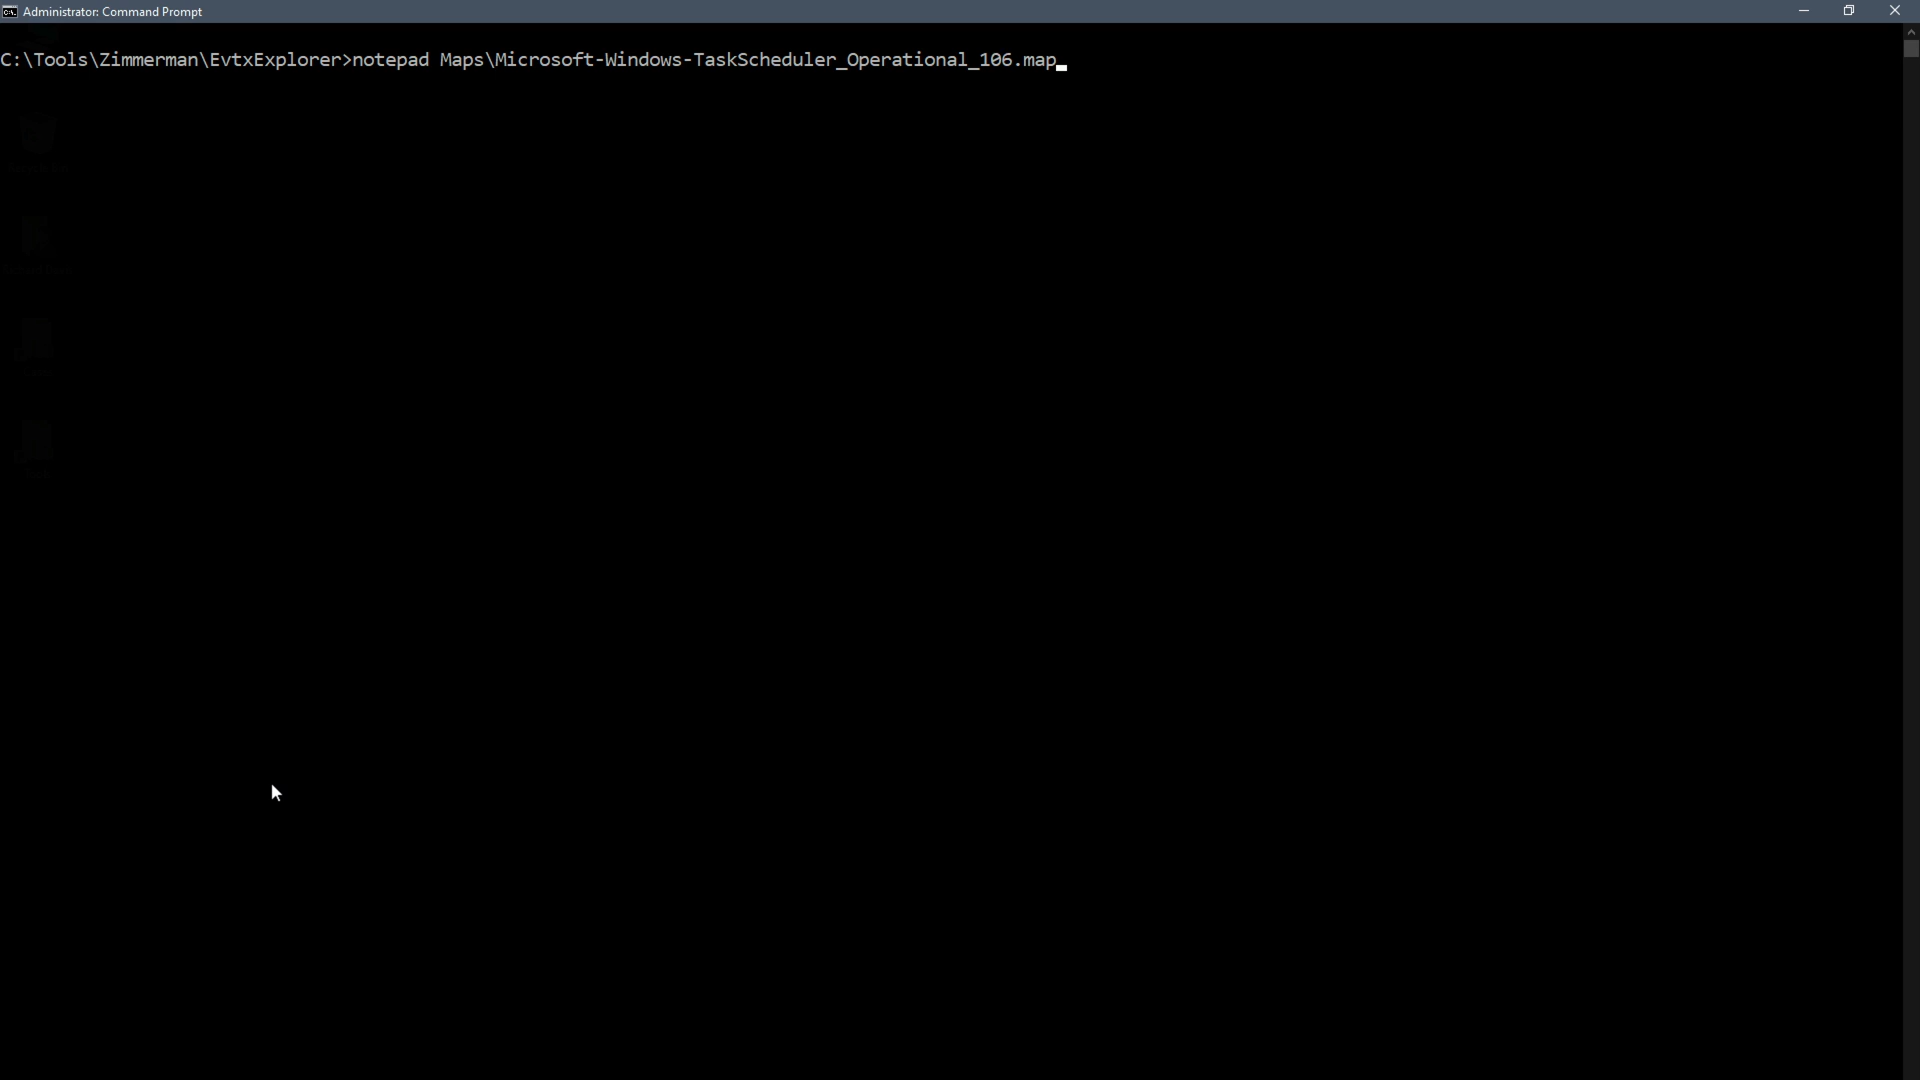 Administrator: Command Prompt
C:\Tools\Zimmerman\EvtxExplorer>notepad Maps\Microsoft-Windows-TaskScheduler_Operational_106.map